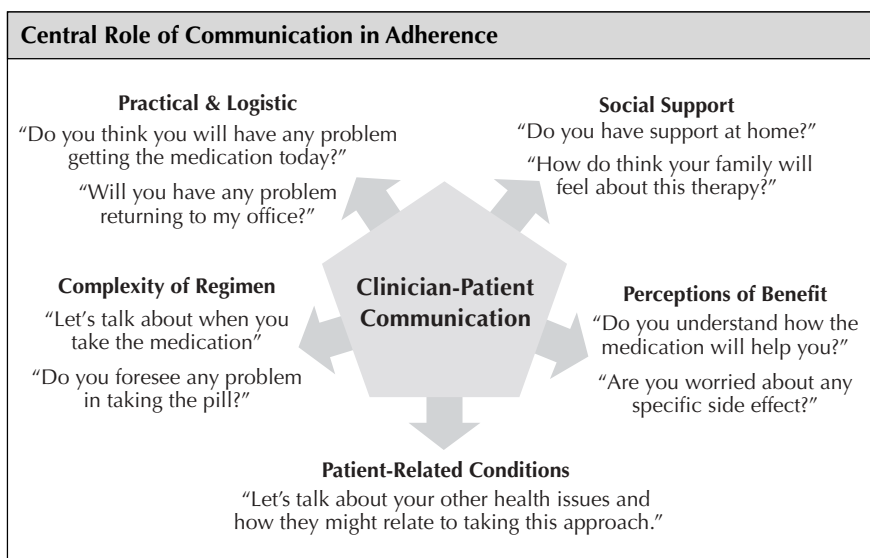 Central Role of Communication in Adherence
Practical & Logistic
“Do you think you will have any problem
getting the medication today?”
“Will you have any problem
returning to my office?”
Social Support
“Do you have support at home?”
“How do think your family will
feel about this therapy?”
Clinician-Patient
Communication
Complexity of Regimen
“Let’s talk about when you
take the medication”
“Do you foresee any problem
in taking the pill?”
Perceptions of Benefit
“Do you understand how the
medication will help you?”
“Are you worried about any
specific side effect?”
Patient-Related Conditions
“Let’s talk about your other health issues and
how they might relate to taking this approach.”